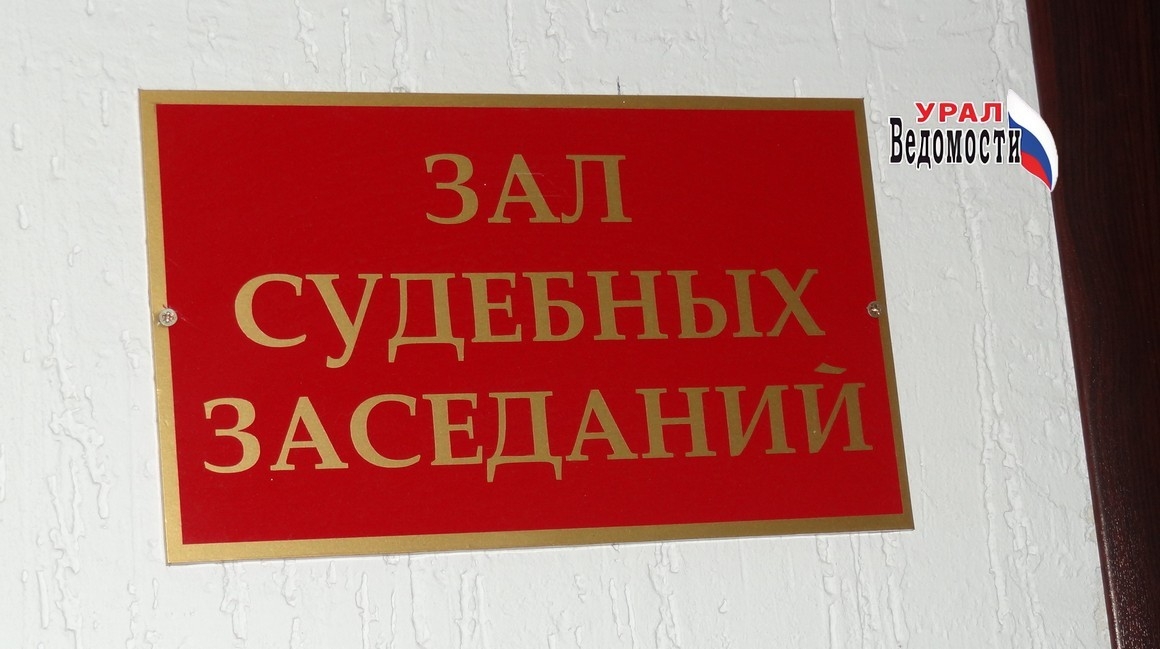 ЗАЛ
СУДЕБНЫХ
ЗАСЕДАНИЙ
УРАЛ
ВЕДОМОСТИ